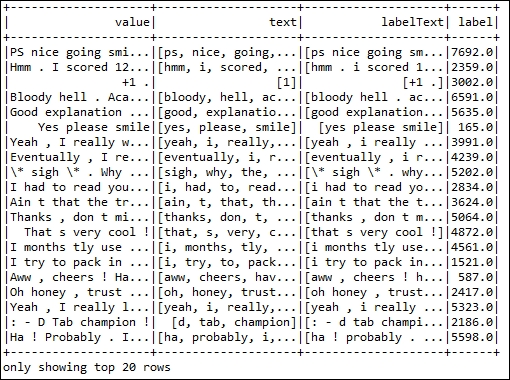 +--------------------+--------------------+--------------------+------+
|               value|                text|           labelText| label|
+--------------------+--------------------+--------------------+------+
|PS nice going smi...|[ps, nice, going,...|[ps nice going sm...|7692.0|
|Hmm . I scored 12...|[hmm, i, scored, ...|[hmm . i scored 1...|2359.0|
|                +1 .|                 [1]|              [+1 .]|3002.0|
|Bloody hell . Aca...|[bloody, hell, ac...|[bloody hell . ac...|6591.0|
|Good explanation ...|[good, explanatio...|[good explanation...|5635.0|
|    Yes please smile|[yes, please, smile]|  [yes please smile]| 165.0|
|Yeah , I really w...|[yeah, i, really,...|[yeah , i really ...|3991.0|
|Eventually , I re...|[eventually, i, r...|[eventually , i r...|4239.0|
|\* sigh \* . Why ...|[sigh, why, the, ...|[\* sigh \* . why...|5202.0|
|I had to read you...|[i, had, to, read...|[i had to read yo...|2834.0|
|Ain t that the tr...|[ain, t, that, th...|[ain t that the t...|3624.0|
|Thanks , don t mi...|[thanks, don, t, ...|[thanks , don t m...|5064.0|
|  That s very cool !|[that, s, very, c...|[that s very cool !]|4872.0|
|I months tly use ...|[i, months, tly, ...|[i months tly use...|4561.0|
|I try to pack in ...|[i, try, to, pack...|[i try to pack in...|1521.0|
|Aww , cheers ! Ha...|[aww, cheers, hav...|[aww , cheers ! h...| 587.0|
|Oh honey , trust ...|[oh, honey, trust...|[oh honey , trust...|2417.0|
|Yeah , I really l...|[yeah, i, really,...|[yeah , i really ...|5323.0|
|: - D Tab champion !|  [d, tab, champion]|[: - d tab champi...|2186.0|
|Ha ! Probably . I...|[ha, probably, i,...|[ha ! probably . ...|5598.0|
+--------------------+--------------------+--------------------+------+
only showing top 20 rows